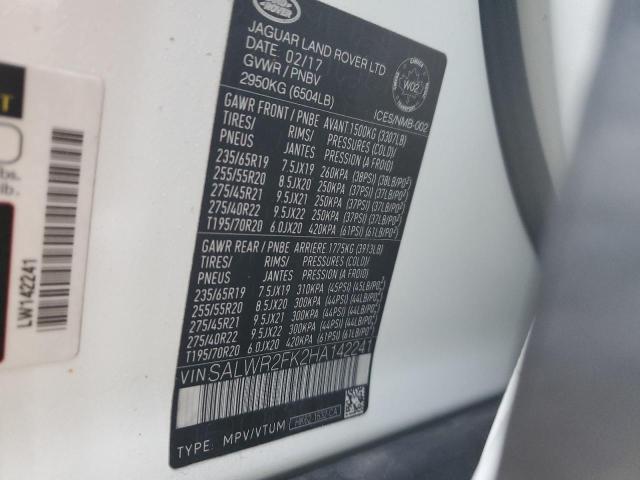 LAND ROVER
JAGUAR LAND ROVER LTD
DATE 02/17
GVWR / PNBV
2950KG (6504LB)
W02
ICES/NMB-002
GAWR FRONT / PNBE AVANT 1500KG (3307LB)
TIRES/ RIMS/ PRESSURES (COLD)/
PNEUS JANTES PRESSION (A FROID)
235/65R19 7.5JX19 260KPA (38PSI) (38LB/PO²)
255/55R20 8.5JX20 250KPA (37PSI) (37LB/PO²)
275/45R21 9.5JX21 250KPA (37PSI) (37LB/PO²)
275/40R22 9.5JX22 250KPA (37PSI) (37LB/PO²)
T195/70R20 6.0JX20 420KPA (61PSI) (61LB/PO²)
GAWR REAR / PNBE ARRIERE 1775KG (3913LB)
TIRES/ RIMS/ PRESSURES (COLD)/
PNEUS JANTES PRESSION (A FROID)
235/65R19 7.5JX19 310KPA (45PSI) (45LB/PO²)
255/55R20 8.5JX20 300KPA (44PSI) (44LB/PO²)
275/45R21 9.5JX21 300KPA (44PSI) (44LB/PO²)
275/40R22 9.5JX22 300KPA (44PSI) (44LB/PO²)
T195/70R20 6.0JX20 420KPA (61PSI) (61LB/PO²)
VIN SALWR2FK2HA142241
TYPE: MPV/VTUM
LW142241
T
lbs.
lb.